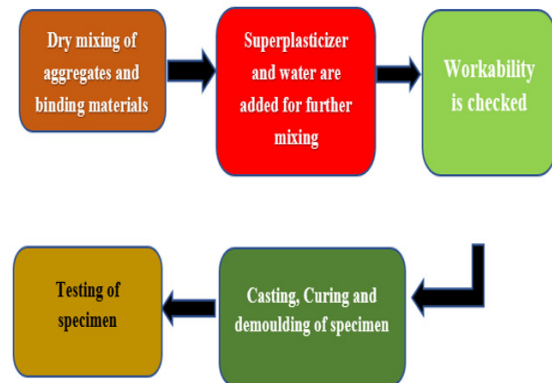 Dry mixing of
aggregates and
binding materials
Superplasticizer
and water are
added for further
mixing
Workability
is checked
Casting, Curing and
demoulding of specimen
Testing of
specimen